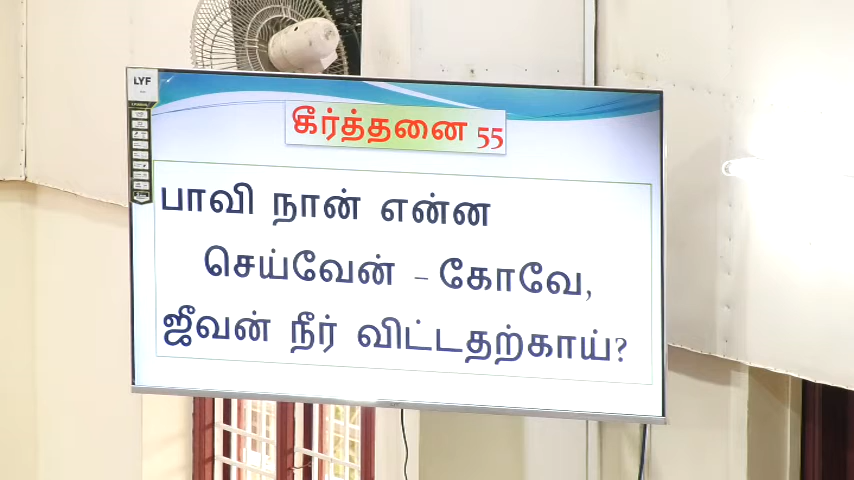 LYF
கீர்த்தனை 55
பாவி நான் என்ன
செய்வேன் – கோவே,
ஜீவன் நீர் விட்டதற்காய்?